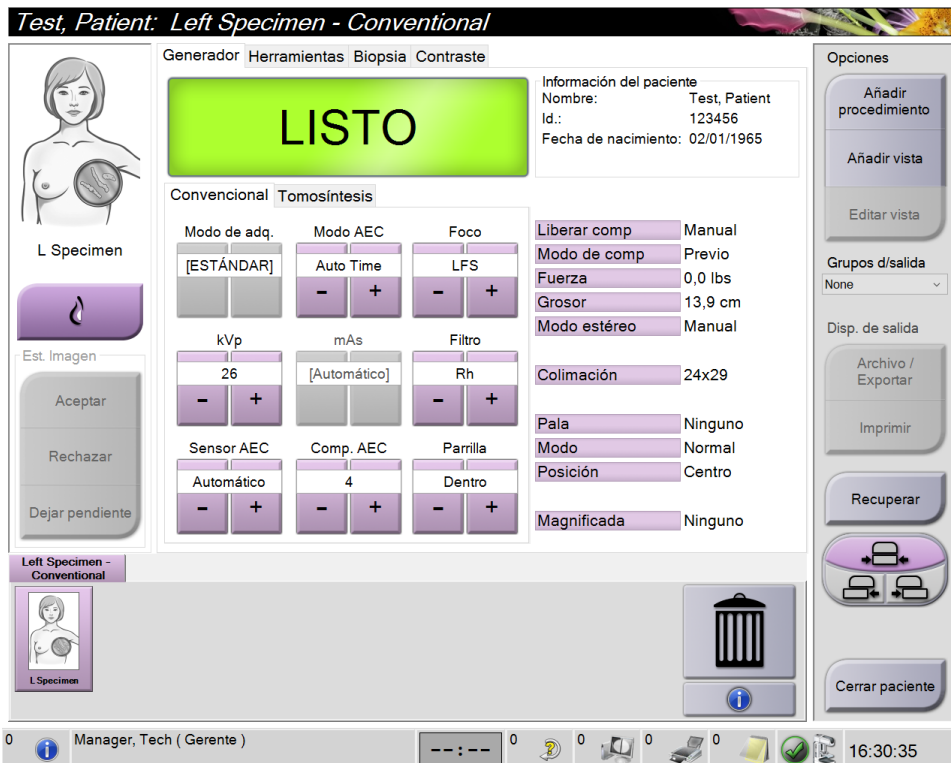 Test, Patient: Left Specimen - Conventional
Generador Herramientas Biopsia Contraste
LISTO
Información del paciente
Nombre: Test, Patient
Id.: 123456
Fecha de nacimiento: 02/01/1965
L Specimen
Est. Imagen
Aceptar
Rechazar
Dejar pendiente
Convencional Tomosíntesis
Modo de adq. Modo AEC Foco
[ESTÁNDAR] Auto Time LFS
- + - +
kVp mAs Filtro
26 [Automático] Rh
- + - +
Sensor AEC Comp. AEC Parrilla
Automático 4 Dentro
- + - + - +
Liberar comp Manual
Modo de comp Previo
Fuerza 0,0 lbs
Grosor 13,9 cm
Modo estéreo Manual
Colimación 24x29
Pala Ninguno
Modo Normal
Posición Centro
Magnificada Ninguno
Opciones
Añadir
procedimiento
Añadir vista
Editar vista
Grupos d/salida
None
Disp. de salida
Archivo /
Exportar
Imprimir
Recuperar
Cerrar paciente
Left Specimen -
Conventional
L Specimen
0 Manager, Tech ( Gerente ) --:-- 0 0 0 0 16:30:35